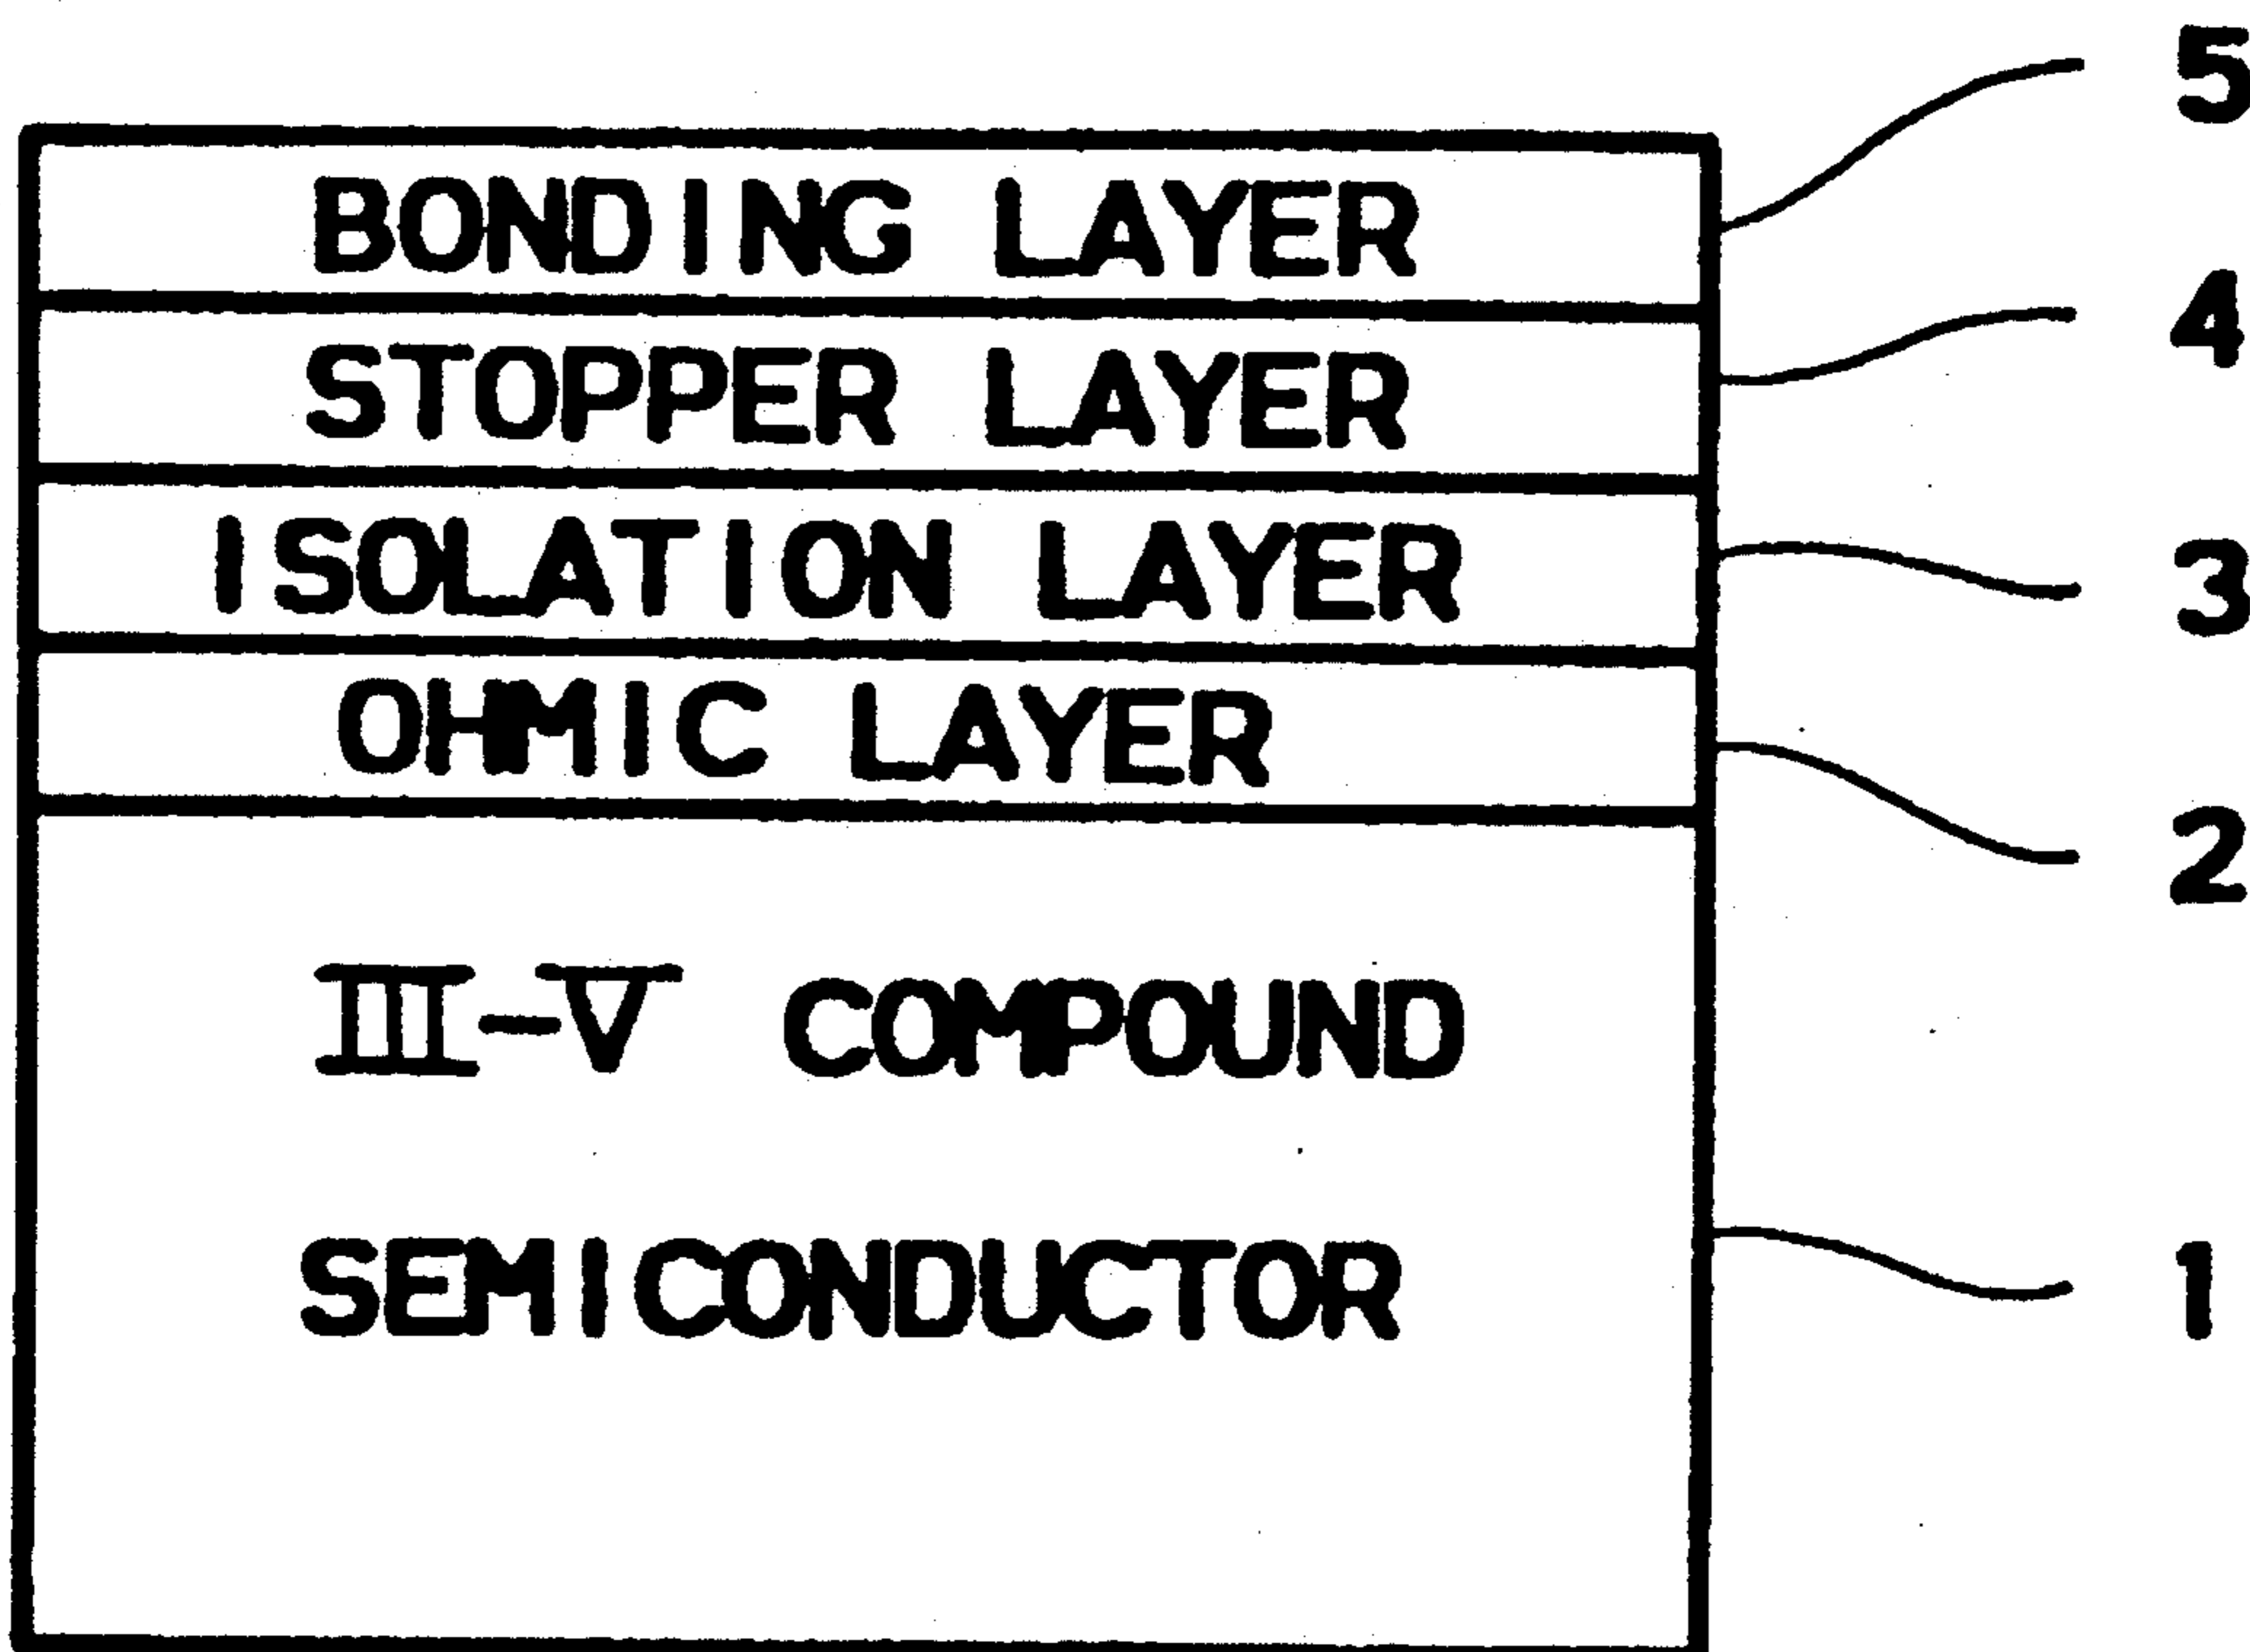 5
BONDING LAYER
4
STOPPER LAYER
ISOLATION LAYER
3
OHMIC LAYER
2
III-V COMPOUND
SEMICONDUCTOR
1